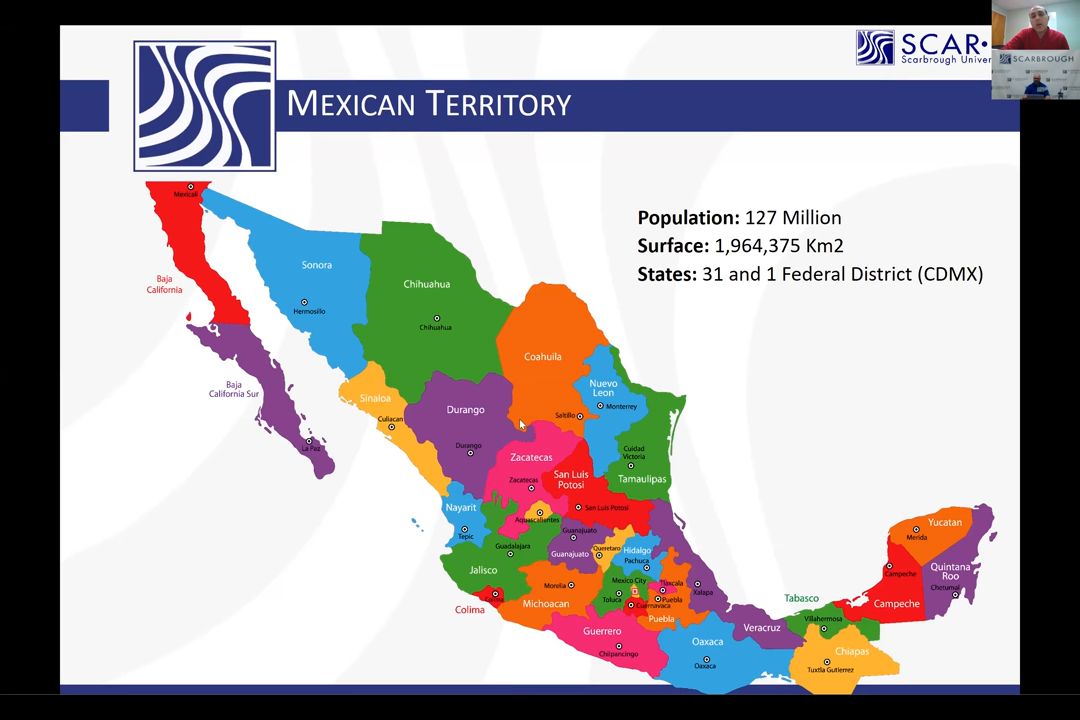 SCAR•
Scarbrough Univer
SCARBROUGH
MEXICAN TERRITORY
Population: 127 Million
Surface: 1,964,375 Km2
States: 31 and 1 Federal District (CDMX)
Mexicali
Baja
California
Sonora
Hermosillo
Chihuahua
Chihuahua
Coahuila
Saltillo
Nuevo
Leon
Monterrey
Baja
California Sur
La Paz
Sinaloa
Culiacan
Durango
Durango
Zacatecas
Zacatecas
San Luis
Potosi
San Luis Potosi
Cuidad
Victoria
Tamaulipas
Nayarit
Tepic
Aguascalientes
Guadalajara
Jalisco
Guanajuato
Guanajuato
Queretaro
Hidalgo
Pachuca
Colima
Colima
Morelia
Michoacan
Mexico City
Toluca
Cuernavaca
Tlaxcala
Puebla
Puebla
Xalapa
Veracruz
Guerrero
Chilpancingo
Oaxaca
Oaxaca
Tabasco
Villahermosa
Chiapas
Tuxtla Gutierrez
Campeche
Campeche
Yucatan
Merida
Quintana
Roo
Chetumal